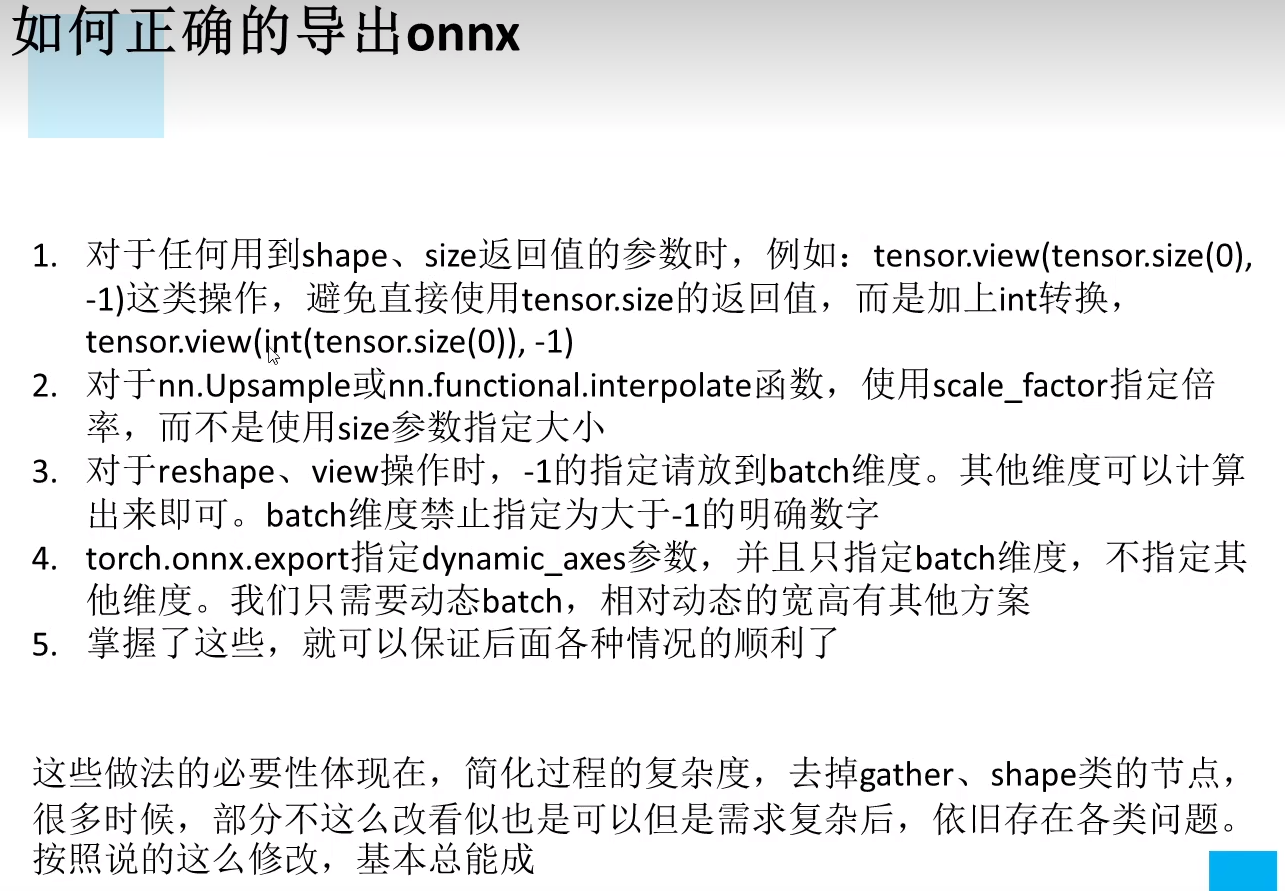 如何正确的导出onnx
1. 对于任何用到shape、size返回值的参数时，例如：tensor.view(tensor.size(0),
-1)这类操作，避免直接使用tensor.size的返回值，而是加上int转换，
tensor.view(int(tensor.size(0)), -1)
2. 对于nn.Upsample或nn.functional.interpolate函数，使用scale_factor指定倍
率，而不是使用size参数指定大小
3. 对于reshape、view操作时，-1的指定请放到batch维度。其他维度可以计算
出来即可。batch维度禁止指定为大于-1的明确数字
4. torch.onnx.export指定dynamic_axes参数，并且只指定batch维度，不指定其
他维度。我们只需要动态batch，相对动态的宽高有其他方案
5. 掌握了这些，就可以保证后面各种情况的顺利了
这些做法的必要性体现在，简化过程的复杂度，去掉gather、shape类的节点，
很多时候，部分不这么改看似也是可以但是需求复杂后，依旧存在各类问题。
按照说的这么修改，基本总能成